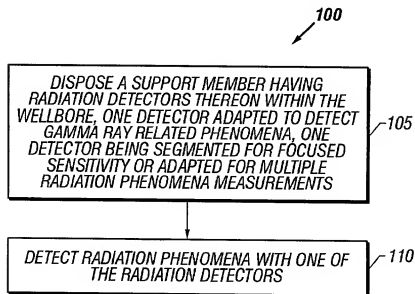 100
DISPOSE A SUPPORT MEMBER HAVING
RADIATION DETECTORS THEREON WITHIN THE
WELLBORE, ONE DETECTOR ADAPTED TO DETECT
GAMMA RAY RELATED PHENOMENA, ONE
DETECTOR BEING SEGMENTED FOR FOCUSED
SENSITIVITY OR ADAPTED FOR MULTIPLE
RADIATION PHENOMENA MEASUREMENTS
105
DETECT RADIATION PHENOMENA WITH ONE OF
THE RADIATION DETECTORS
110